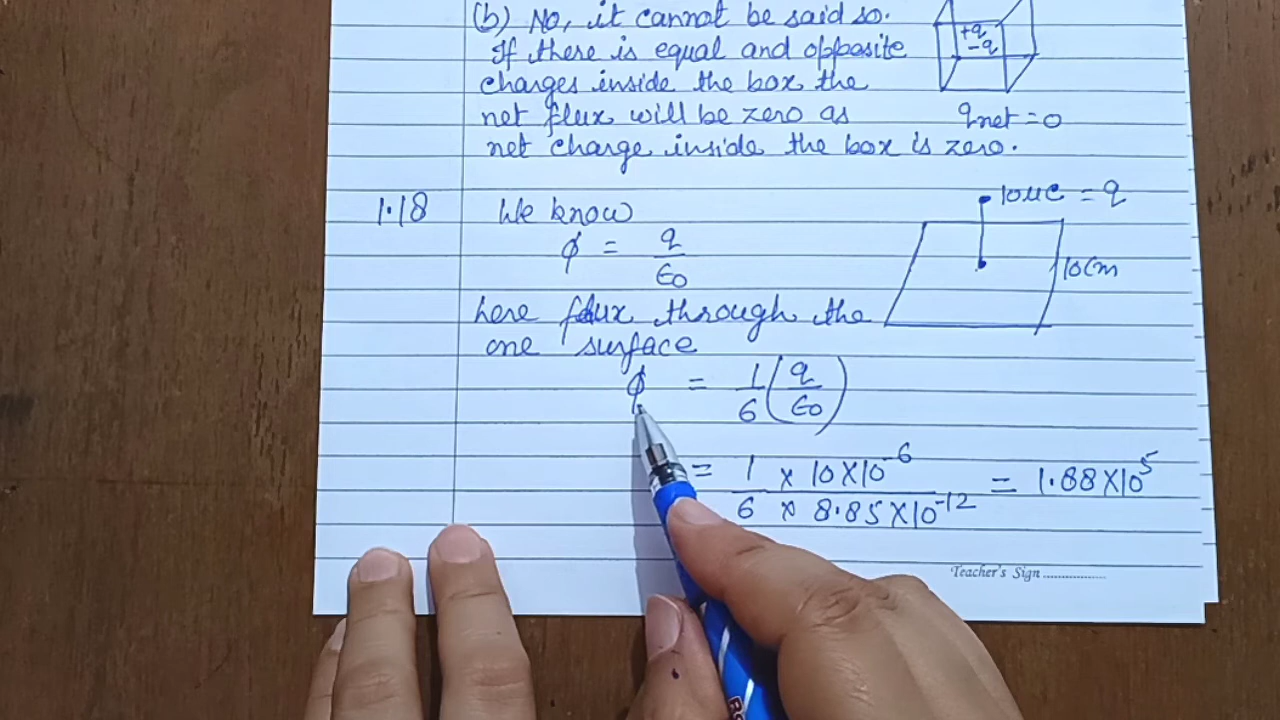 (b) No, it cannot be said so.
If there is equal and opposite
charges inside the box the
net flux will be zero as
net charge inside the box is zero.
+q
-q
qnet = 0
1.18 We know
ϕ = q/ε0
10μC = q
10cm
here flux through the
one surface
ϕ = 1/6 (q/ε0)
= 1 × 10 × 10^-6 / 6 × 8.85 × 10^-12 = 1.88 × 10^5
Teacher's Sign ..................